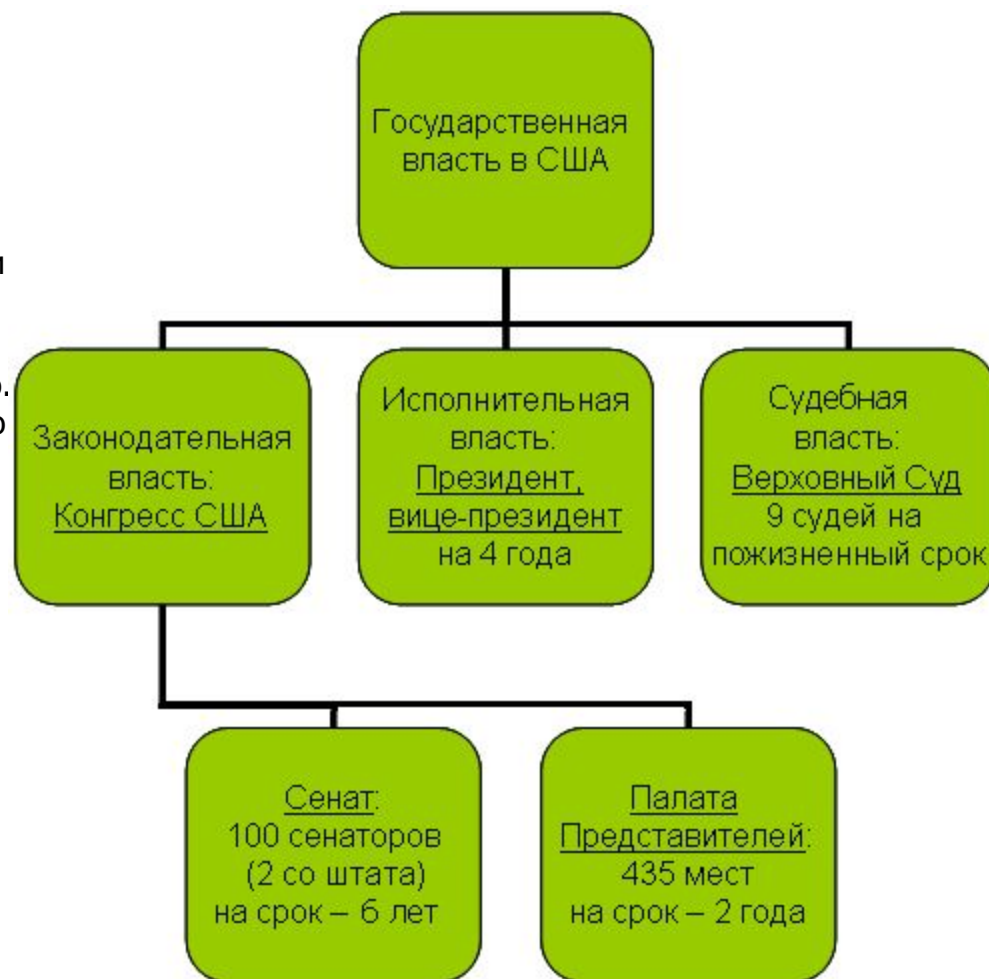 Государственная
власть в США
Законодательная
власть:
Конгресс США
Исполнительная
власть:
Президент,
вице-президент
на 4 года
Судебная
власть:
Верховный Суд
9 судей на
пожизненный срок
Сенат:
100 сенаторов
(2 со штата)
на срок – 6 лет
Палата
Представителей:
435 мест
на срок – 2 года